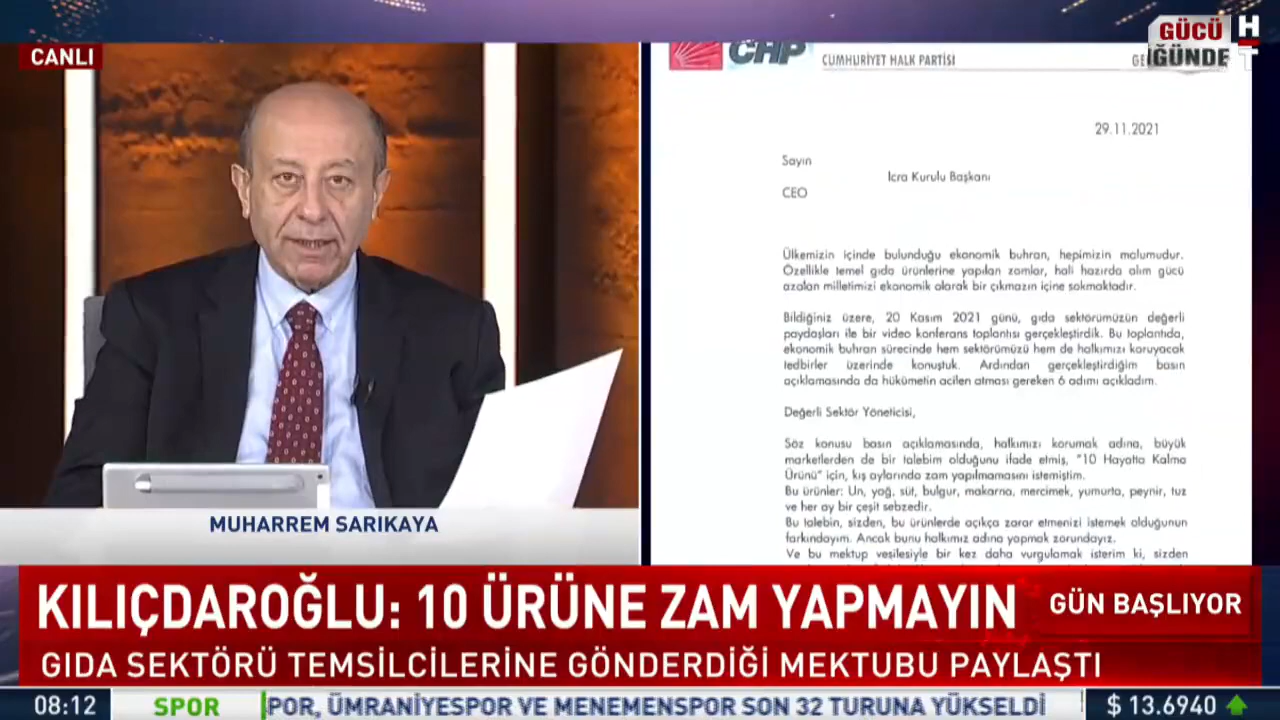 CANLI
GÜCÜ
IĞÜNDE
H
T
CHP
CUMHURİYET HALK PARTİSİ
GE
29.11.2021
Sayın
İcra Kurulu Başkanı
CEO
Ülkemizin içinde bulunduğu ekonomik buhran, hepimizin malumudur.
Özellikle temel gıda ürünlerine yapılan zamlar, hali hazırda alım gücü
azalan milletimizi ekonomik olarak bir çıkmazın içine sokmaktadır.
Bildiğiniz üzere, 20 Kasım 2021 günü, gıda sektörümüzün değerli
paydaşları ile bir video konferans toplantısı gerçekleştirdik. Bu toplantıda,
ekonomik buhran sürecinde hem sektörümüzü hem de halkımızı koruyacak
tedbirler üzerinde konuştuk. Ardından gerçekleştirdiğim basın
açıklamasında da hükümetin acilen atması gereken 6 adımı açıkladım.
Değerli Sektör Yöneticisi,
Söz konusu basın açıklamasında, halkımızı korumak adına, büyük
marketlerden de bir talebim olduğunu ifade etmiş, "10 Hayatta Kalma
Ürünü" için, kış aylarında zam yapılmamasını istemiştim.
Bu ürünler: Un, yağ, süt, bulgur, makarna, mercimek, yumurta, peynir, tuz
ve her ay bir çeşit sebzedir.
Bu talebin, sizden, bu ürünlerde açıkça zarar etmenizi istemek olduğunun
farkındayım. Ancak bunu halkımız adına yapmak zorundayız.
Ve bu mektup vesilesiyle bir kez daha vurgulamak isterim ki, sizden
MUHARREM SARIKAYA
KILIÇDAROĞLU: 10 ÜRÜNE ZAM YAPMAYIN
GÜN BAŞLIYOR
GIDA SEKTÖRÜ TEMSİLCİLERİNE GÖNDERDİĞİ MEKTUBU PAYLAŞTI
08:12 SPOR POR, ÜMRANİYESPOR VE MENEMENSPOR SON 32 TURUNA YÜKSELDİ $ 13.6940